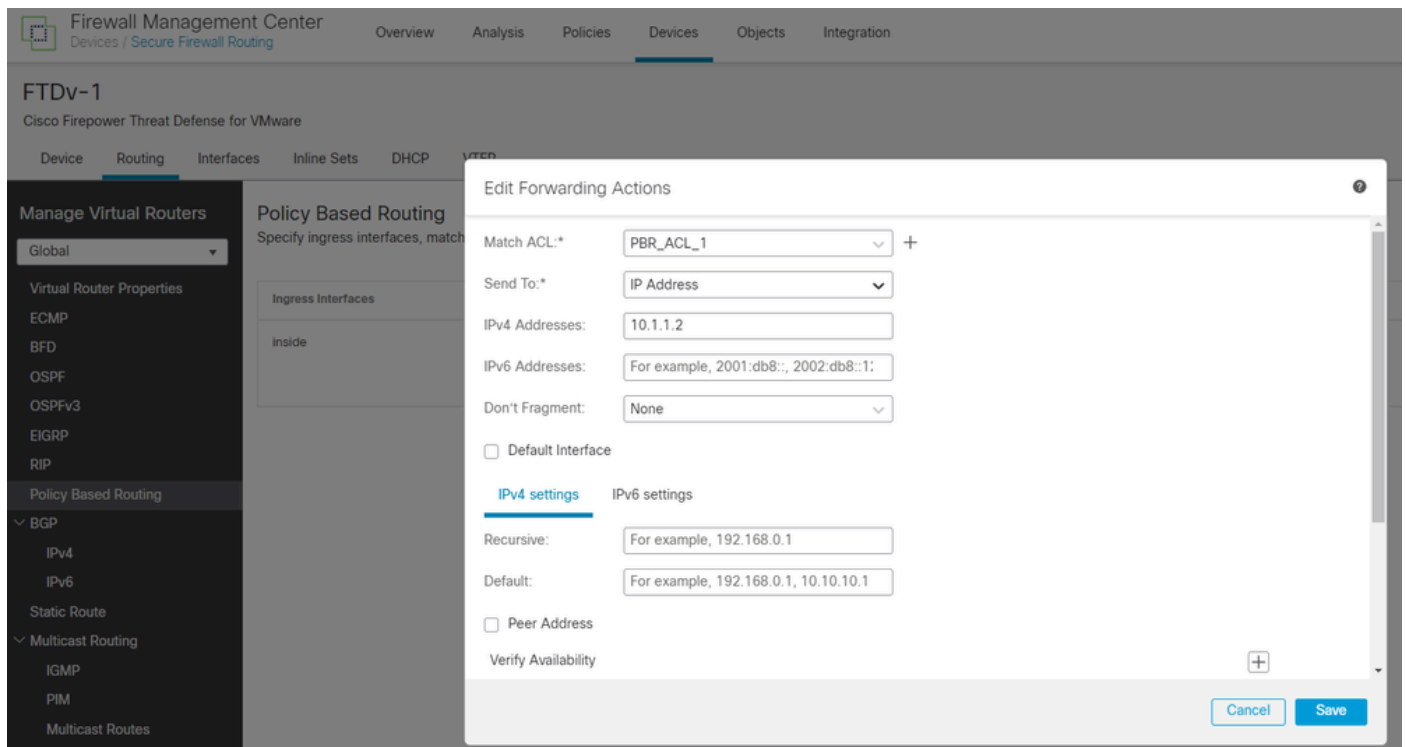 Firewall Management Center
Devices / Secure Firewall Routing
Overview Analysis Policies Devices Objects Integration
FTDv-1
Cisco Firepower Threat Defense for VMware
Device Routing Interfaces Inline Sets DHCP VTEP
Manage Virtual Routers
Global
Virtual Router Properties
ECMP
BFD
OSPF
OSPFv3
EIGRP
RIP
Policy Based Routing
BGP
IPv4
IPv6
Static Route
Multicast Routing
IGMP
PIM
Multicast Routes
Policy Based Routing
Specify ingress interfaces, match
Ingress Interfaces
inside
Edit Forwarding Actions
Match ACL:* PBR_ACL_1
Send To:* IP Address
IPv4 Addresses: 10.1.1.2
IPv6 Addresses: For example, 2001:db8::, 2002:db8::12
Don't Fragment: None
Default Interface
IPv4 settings IPv6 settings
Recursive: For example, 192.168.0.1
Default: For example, 192.168.0.1, 10.10.10.1
Peer Address
Verify Availability
Cancel Save